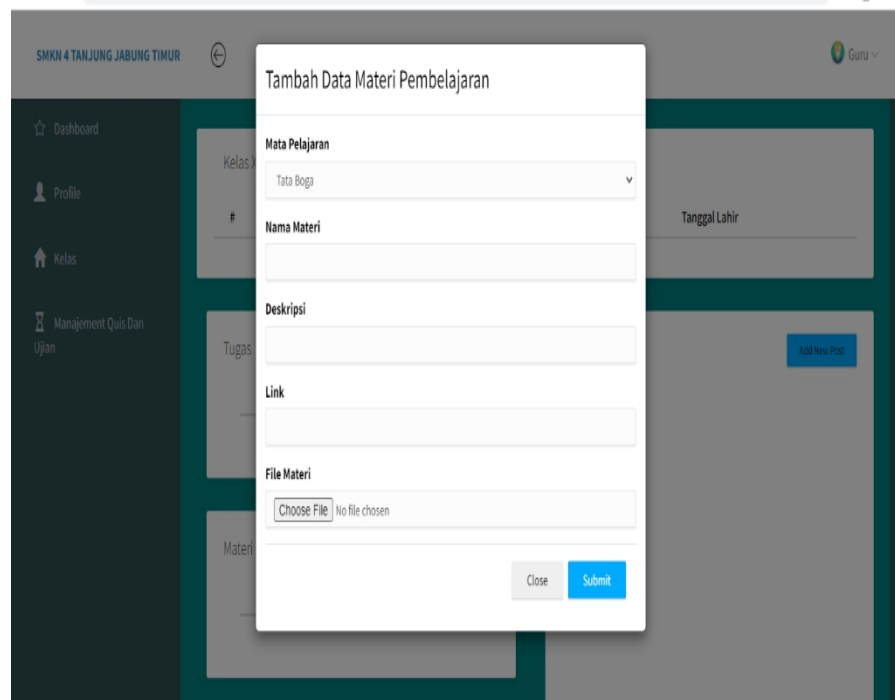 SMKN 4 TANJUNG JABUNG TIMUR
Guru
Dashboard
Profile
Kelas
Manajement Quis Dan
Ujian
Kelas X
#
Tanggal Lahir
Tugas
Add New Post
Materi
Tambah Data Materi Pembelajaran
Mata Pelajaran
Tata Boga
Nama Materi
Deskripsi
Link
File Materi
Choose File No file chosen
Close
Submit